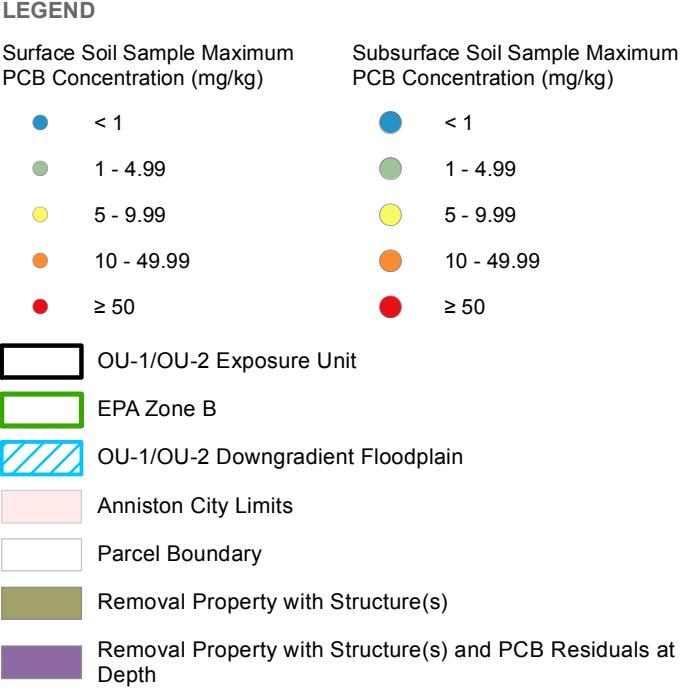 LEGEND
Surface Soil Sample Maximum
PCB Concentration (mg/kg)
< 1
1 - 4.99
5 - 9.99
10 - 49.99
≥ 50
Subsurface Soil Sample Maximum
PCB Concentration (mg/kg)
< 1
1 - 4.99
5 - 9.99
10 - 49.99
≥ 50
OU-1/OU-2 Exposure Unit
EPA Zone B
OU-1/OU-2 Downgradient Floodplain
Anniston City Limits
Parcel Boundary
Removal Property with Structure(s)
Removal Property with Structure(s) and PCB Residuals at
Depth